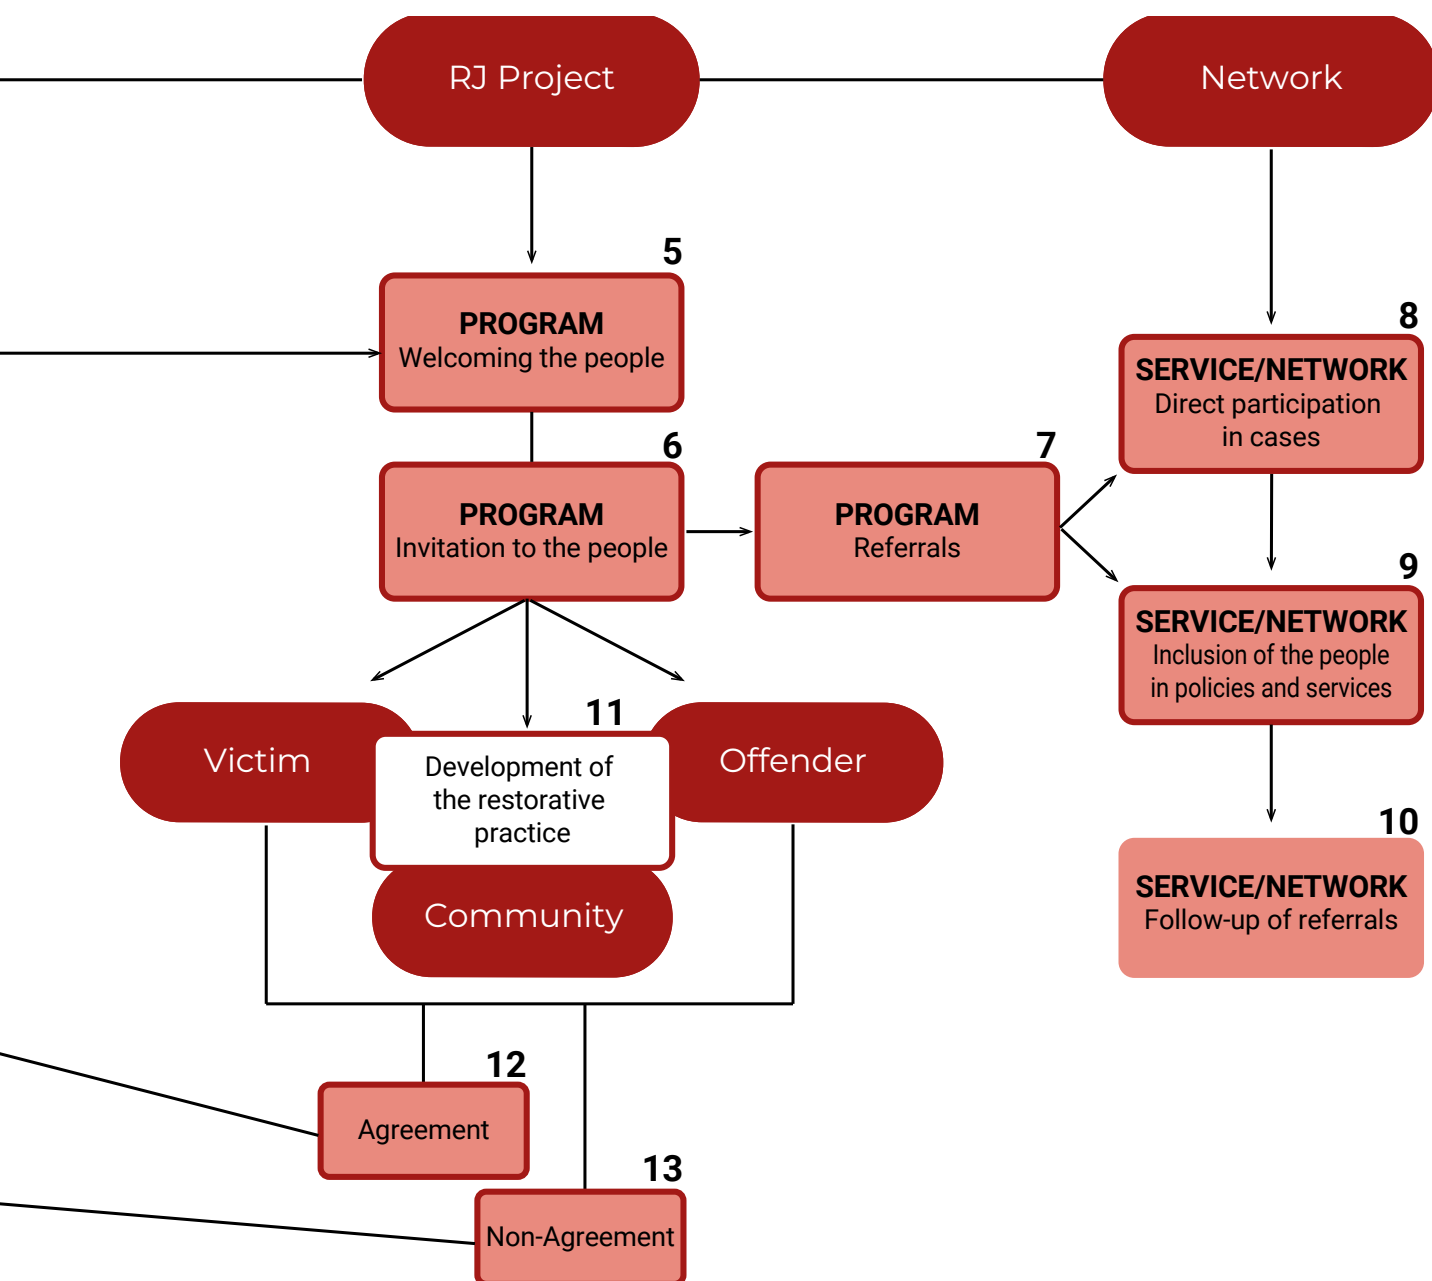 RJ Project
Network
5
PROGRAM
Welcoming the people
6
PROGRAM
Invitation to the people
7
PROGRAM
Referrals
8
SERVICE/NETWORK
Direct participation
in cases
9
SERVICE/NETWORK
Inclusion of the people
in policies and services
10
SERVICE/NETWORK
Follow-up of referrals
11
Victim
Development of
the restorative
practice
Offender
Community
12
Agreement
13
Non-Agreement